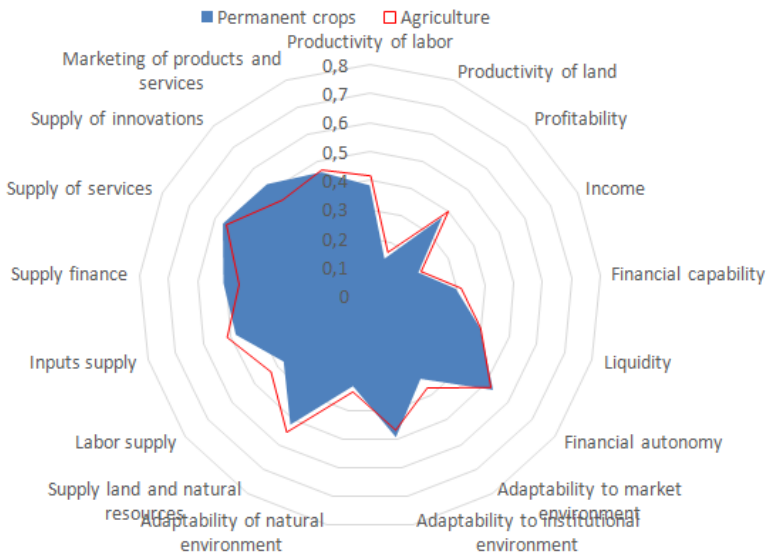 Permanent crops
Agriculture
Productivity of labor
Productivity of land
Profitability
Income
Financial capability
Liquidity
Financial autonomy
Adaptability to market
environment
Adaptability to institutional
environment
Adaptability of natural
environment
Supply land and natural
resources
Labor supply
Inputs supply
Supply finance
Supply of services
Supply of innovations
Marketing of products and
services
0,8
0,7
0,6
0,5
0,4
0,3
0,2
0,1
0